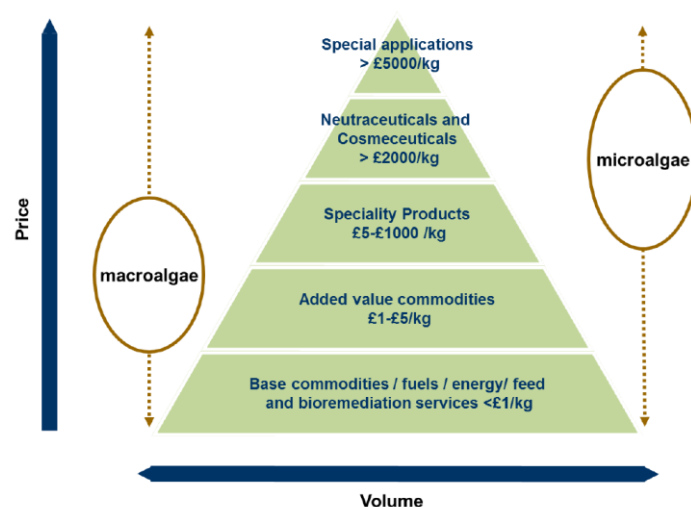 Special applications
> £5000/kg
Neutraceuticals and
Cosmeceuticals
> £2000/kg
microalgae
Price
Speciality Products
£5-£1000 /kg
macroalgae
Added value commodities
£1-£5/kg
Base commodities / fuels / energy/ feed
and bioremediation services <£1/kg
Volume